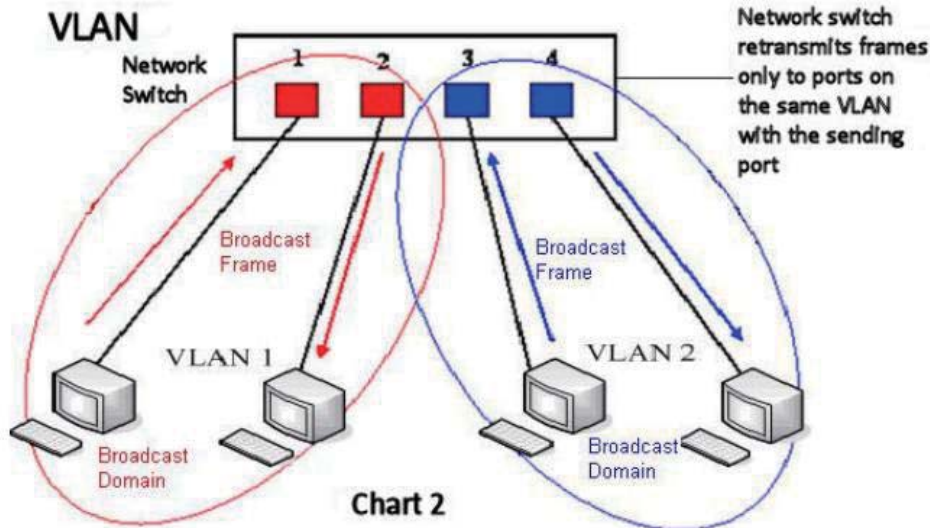 VLAN
Network
Switch
1
2
3
4
Network switch
retransmits frames
only to ports on
the same VLAN
with the sending
port
Broadcast
Frame
Broadcast
Frame
VLAN 1
VLAN 2
Broadcast
Domain
Broadcast
Domain
Chart 2